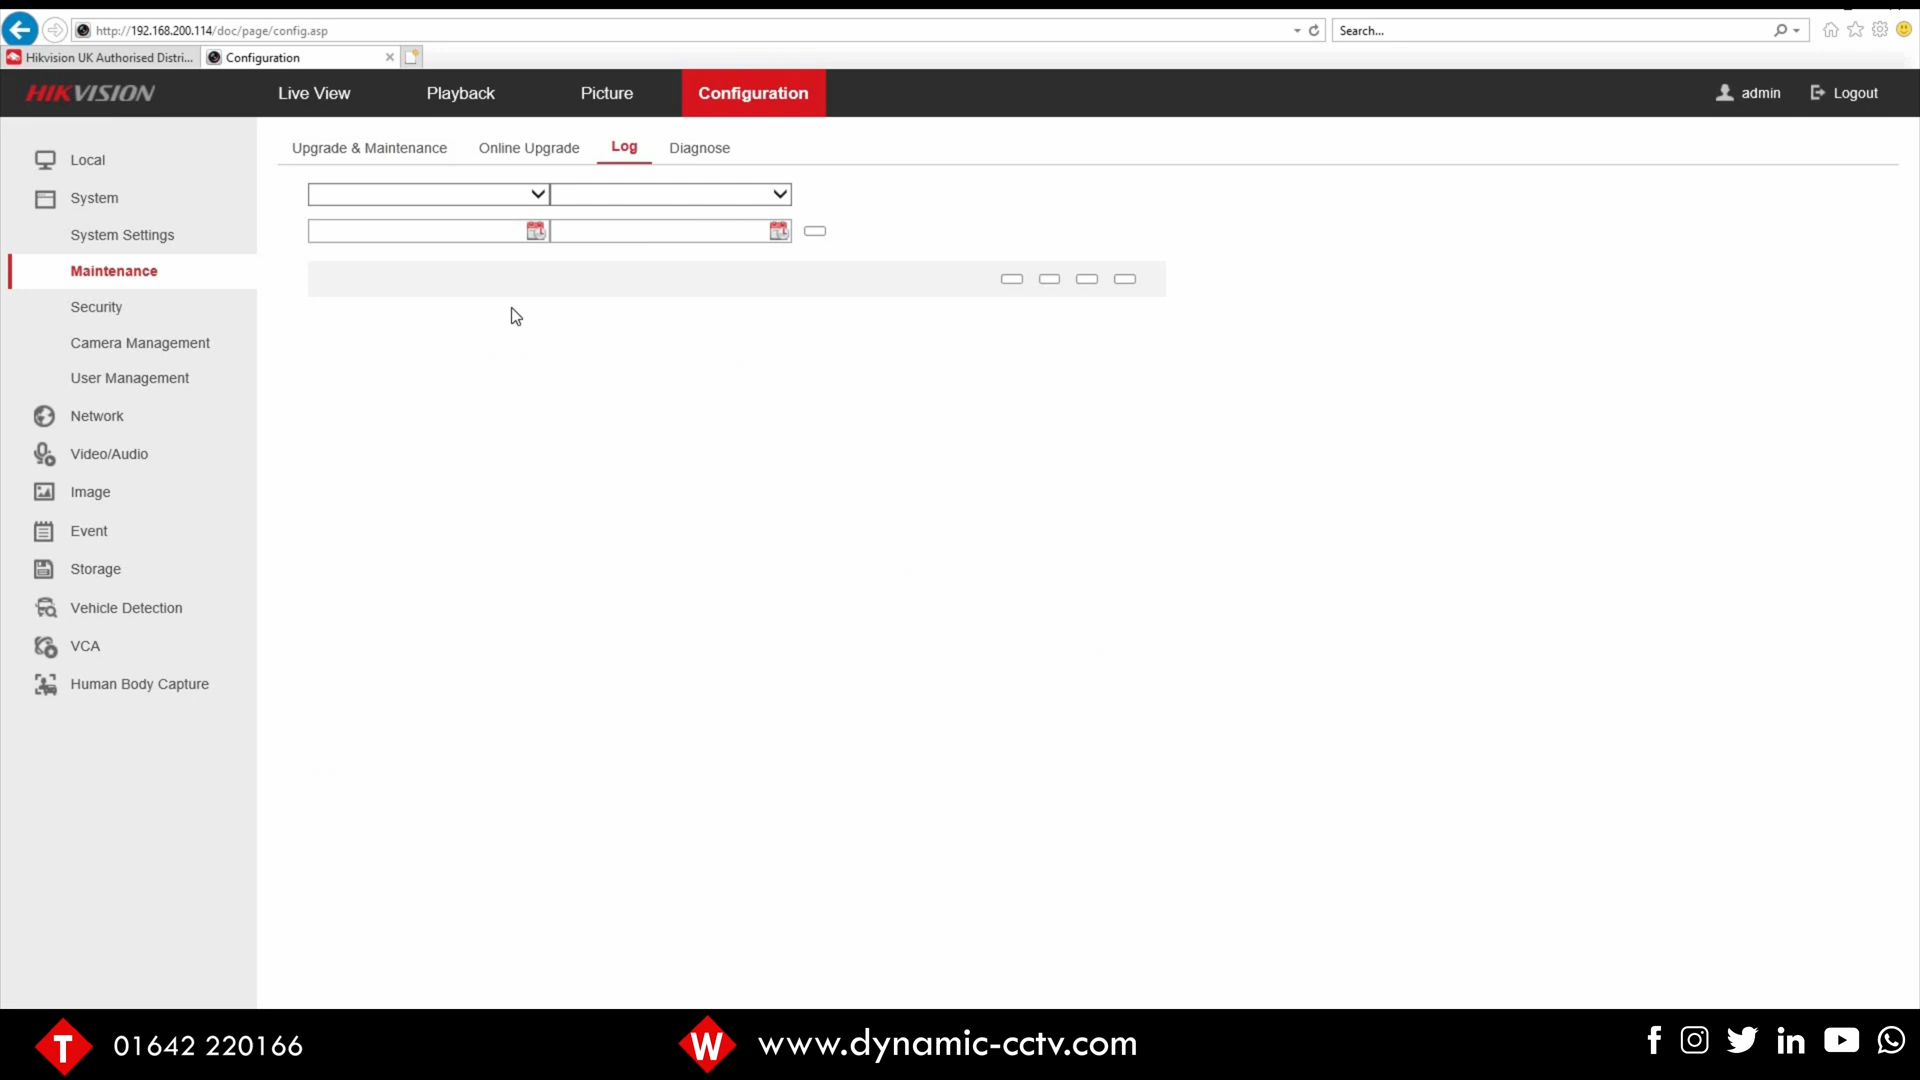 http://192.168.200.114/doc/page/config.asp
Search...
Hikvision UK Authorised Distri...
Configuration
HIKVISION
Live View
Playback
Picture
Configuration
admin
Logout
Local
System
System Settings
Maintenance
Security
Camera Management
User Management
Network
Video/Audio
Image
Event
Storage
Vehicle Detection
VCA
Human Body Capture
Upgrade & Maintenance
Online Upgrade
Log
Diagnose
T 01642 220166
W www.dynamic-cctv.com